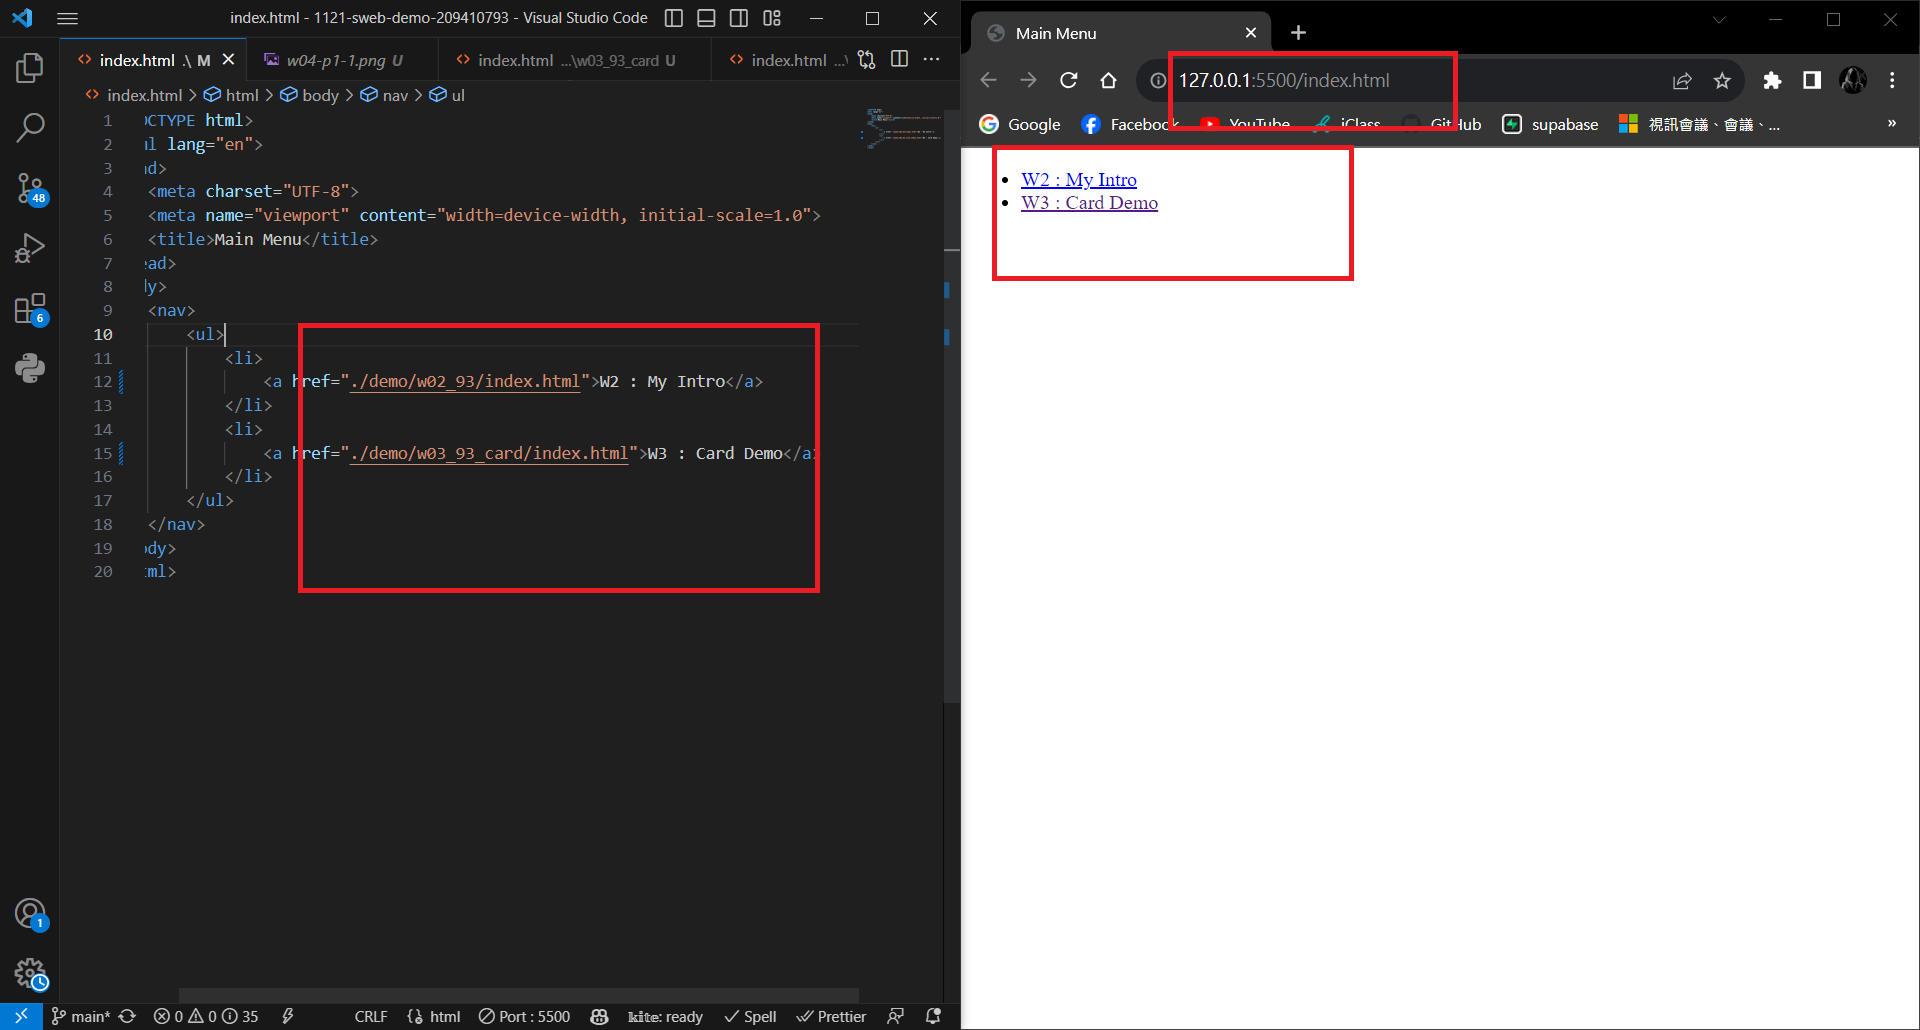 index.html - 1121-sweb-demo-209410793 - Visual Studio Code
index.html .\ M
w04-p1-1.png U
index.html ...\w03_93_card U
index.html ...\
index.html > html > body > nav > ul
1 OCTYPE html>
2 ml lang="en">
3 ad>
4 <meta charset="UTF-8">
5 <meta name="viewport" content="width=device-width, initial-scale=1.0">
6 <title>Main Menu</title>
7 ead>
8 dy>
9 <nav>
10 <ul>
11 <li>
12 <a href="./demo/w02_93/index.html">W2 : My Intro</a>
13 </li>
14 <li>
15 <a href="./demo/w03_93_card/index.html">W3 : Card Demo</a>
16 </li>
17 </ul>
18 </nav>
19 ody>
20 tml>
48
6
1
main*
0 0 35
CRLF
html
Port : 5500
kite: ready
Spell
Prettier
Main Menu
127.0.0.1:5500/index.html
Google
Facebook
YouTube
iClass
GitHub
supabase
視訊會議、會議、...
»
W2 : My Intro
W3 : Card Demo